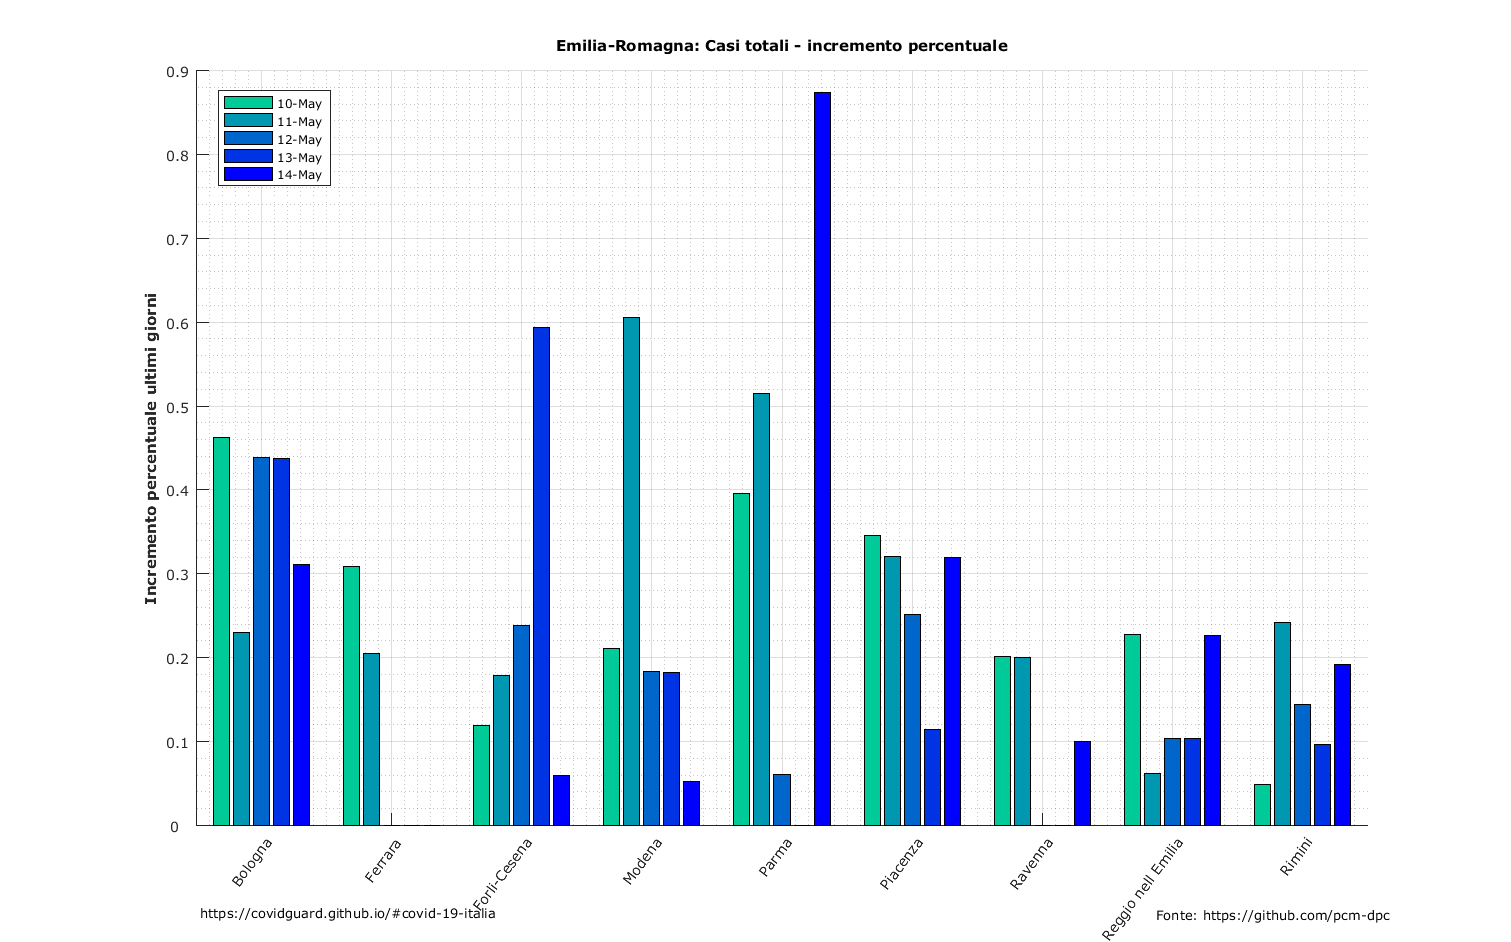 Emilia-Romagna: Casi totali - incremento percentuale
0.9
0.8
0.7
0.6
0.5
0.4
0.3
0.2
0.1
0
Incremento percentuale ultimi giorni
10-May
11-May
12-May
13-May
14-May
Bologna
Ferrara
Forlì-Cesena
Modena
Parma
Piacenza
Ravenna
Reggio nell Emilia
Rimini
https://covidguard.github.io/#covid-19-italia
Fonte: https://github.com/pcm-dpc